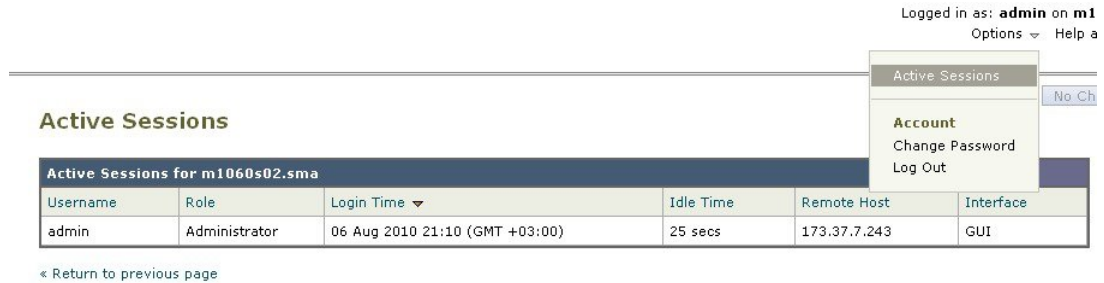 Logged in as: admin on m1
Options Help a
Active Sessions
No Ch
Account
Change Password
Log Out
Active Sessions
Active Sessions for m1060s02.sma
Username Role Login Time Idle Time Remote Host Interface
admin Administrator 06 Aug 2010 21:10 (GMT +03:00) 25 secs 173.37.7.243 GUI
« Return to previous page